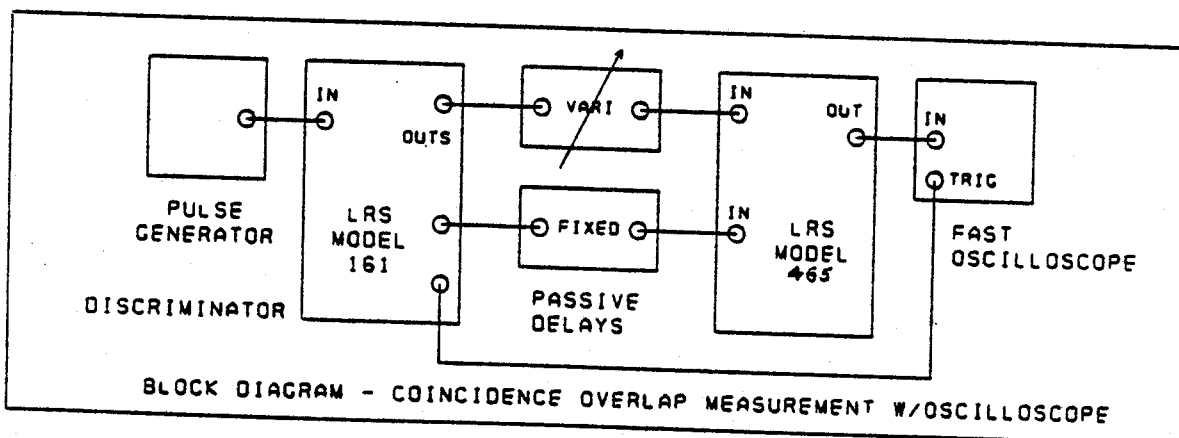 IN
OUTS
VARI
IN
OUT
IN
TRIG
PULSE
GENERATOR
LRS
MODEL
161
FIXED
IN
LRS
MODEL
465
FAST
OSCILLOSCOPE
DISCRIMINATOR
PASSIVE
DELAYS
BLOCK DIAGRAM - COINCIDENCE OVERLAP MEASUREMENT W/OSCILLOSCOPE